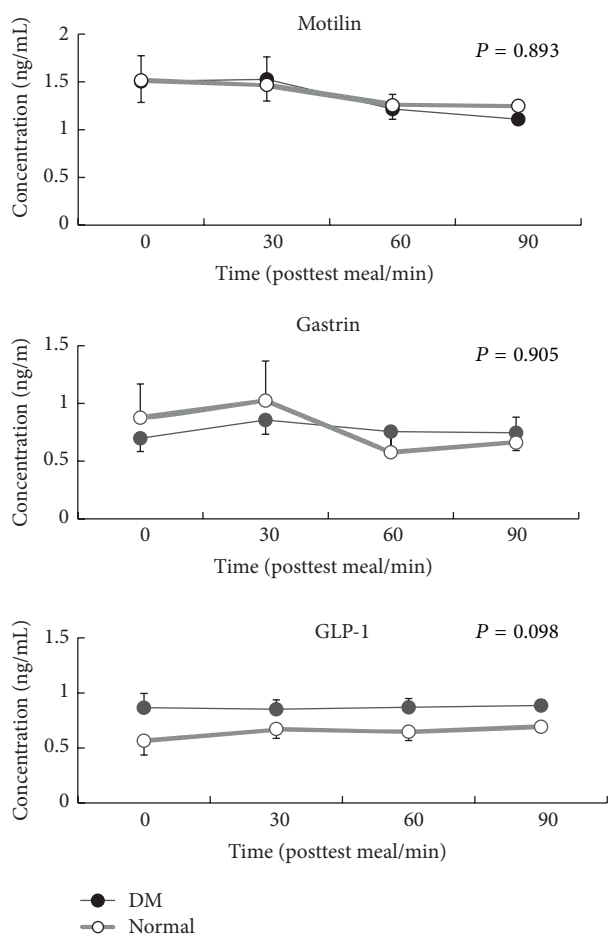 Motilin
P = 0.893
Concentration (ng/mL)
2
1.5
1
0.5
0
0 30 60 90
Time (posttest meal/min)
Gastrin
P = 0.905
Concentration (ng/m)
1.5
1
0.5
0
0 30 60 90
Time (posttest meal/min)
GLP-1
P = 0.098
Concentration (ng/mL)
1.5
1
0.5
0
0 30 60 90
Time (posttest meal/min)
DM
Normal